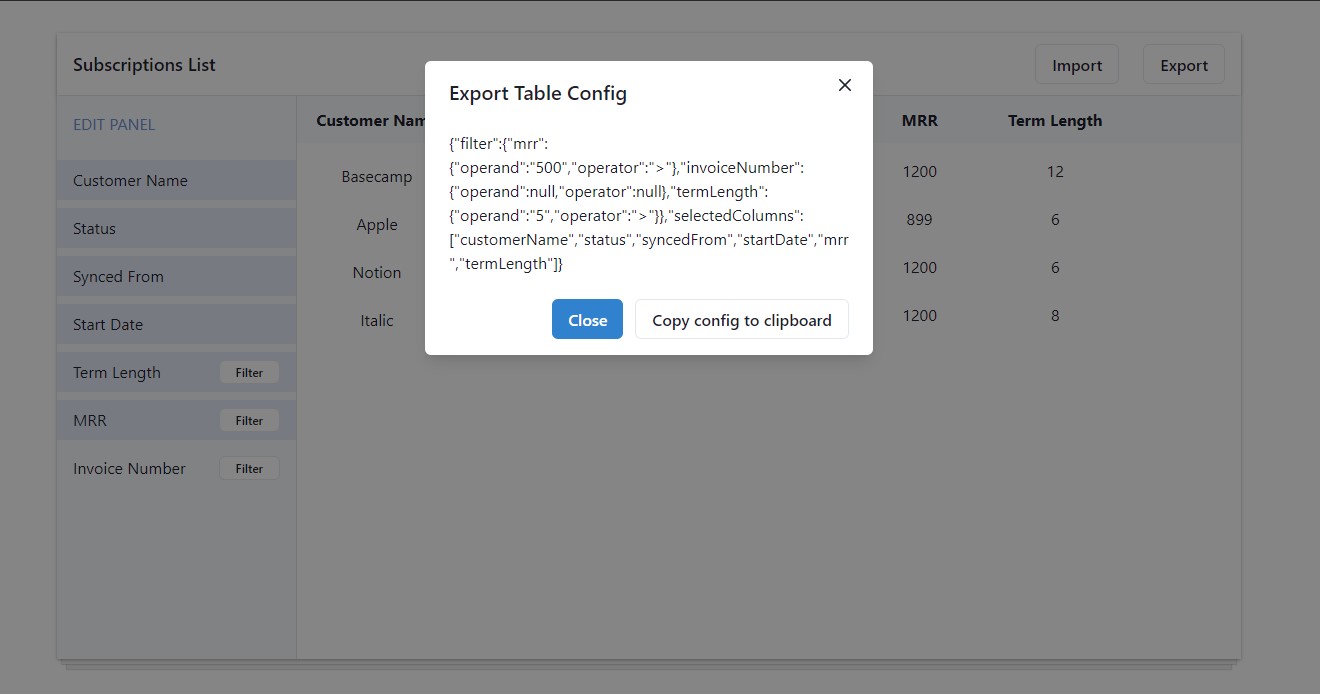 Subscriptions List
Import
Export
EDIT PANEL
Customer Name
Status
Synced From
Start Date
Term Length
Filter
MRR
Filter
Invoice Number
Filter
Customer Nam
MRR
Term Length
Basecamp
1200
12
Apple
899
6
Notion
1200
6
Italic
1200
8
Export Table Config
{"filter":{"mrr":
{"operand":"500","operator":">"},"invoiceNumber":
{"operand":null,"operator":null},"termLength":
{"operand":"5","operator":">"}},"selectedColumns":
["customerName","status","syncedFrom","startDate","mrr
","termLength"]}
Close
Copy config to clipboard